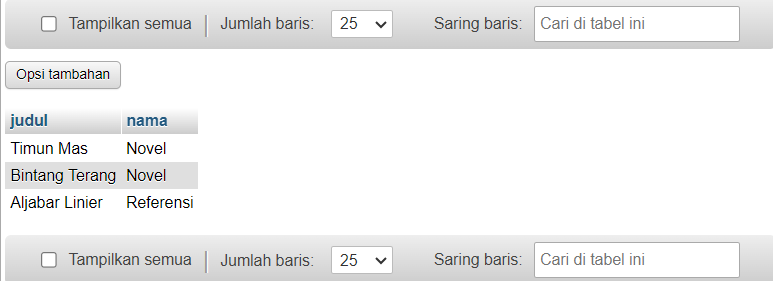 Tampilkan semua Jumlah baris: 25 Saring baris: Cari di tabel ini
Opsi tambahan
judul nama
Timun Mas Novel
Bintang Terang Novel
Aljabar Linier Referensi
Tampilkan semua Jumlah baris: 25 Saring baris: Cari di tabel ini